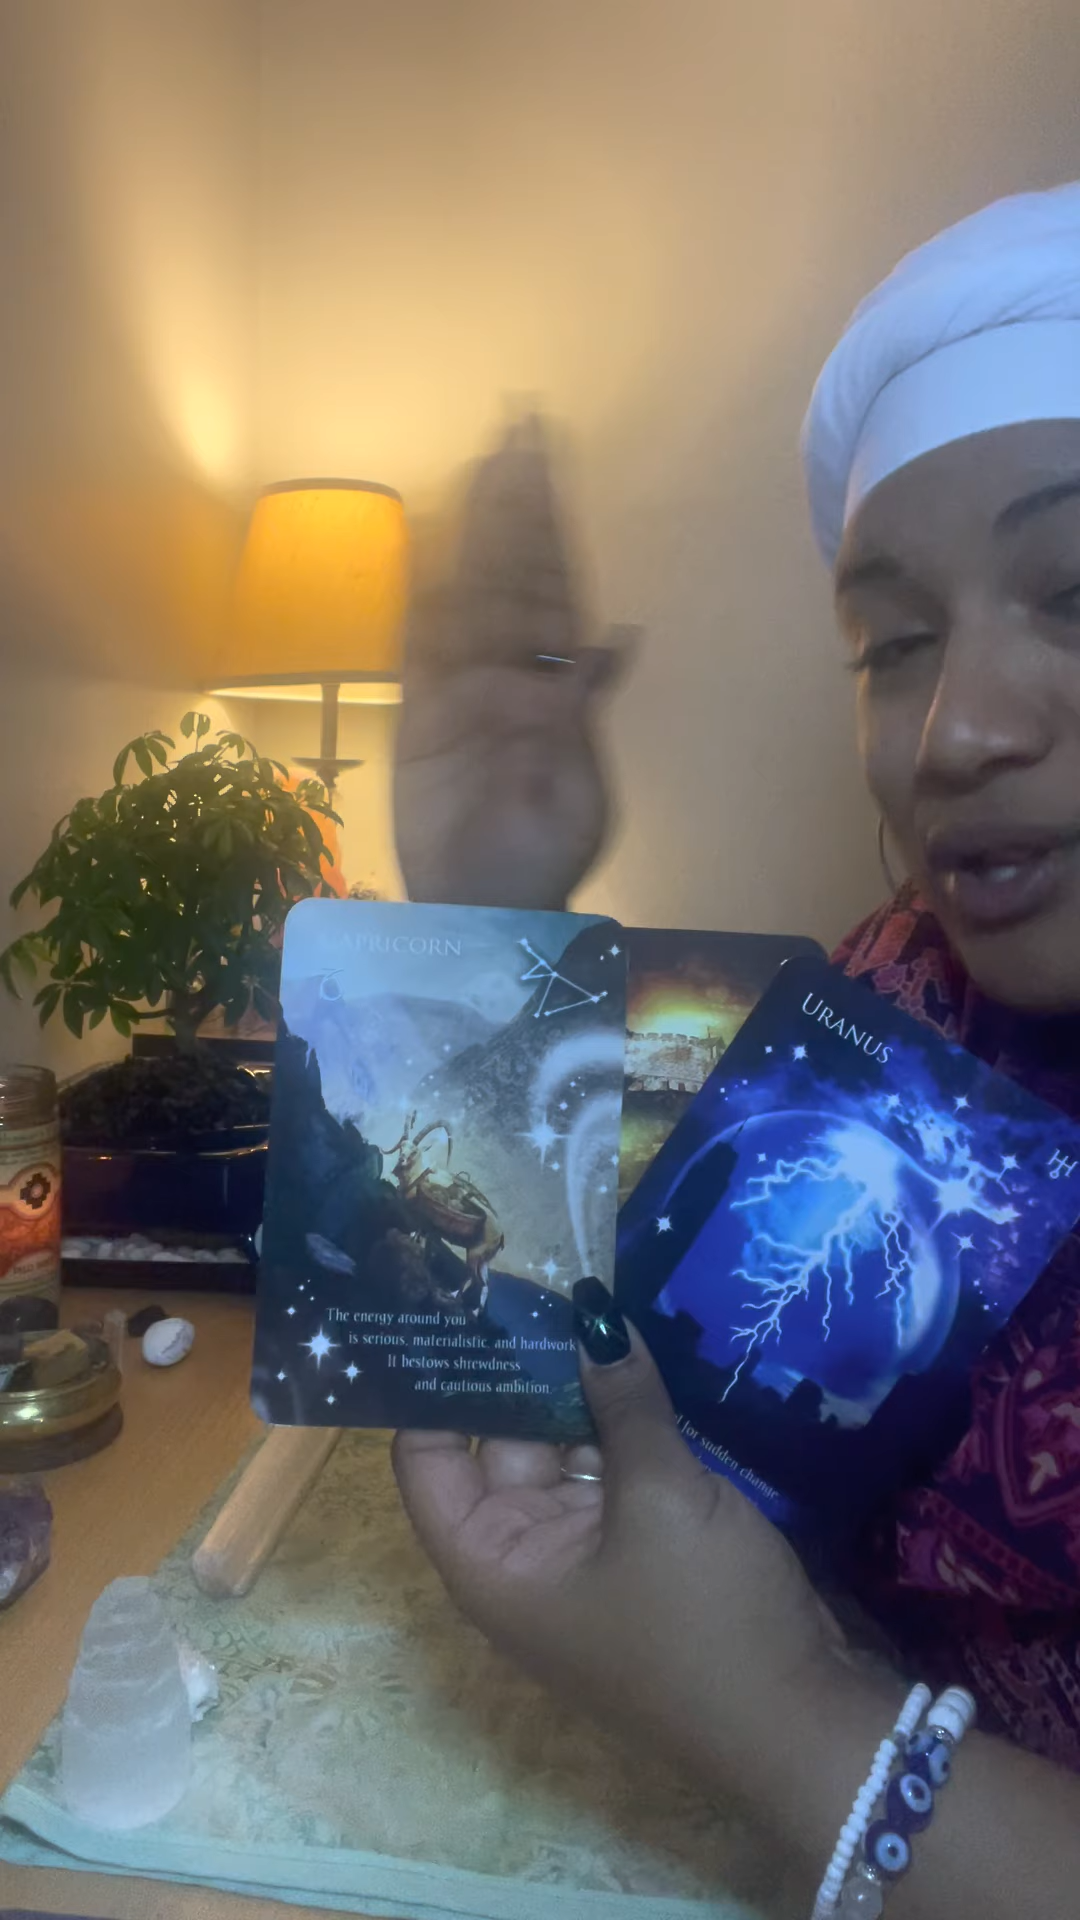 CAPRICORN
The energy around you
is serious, materialistic, and hardwork
It bestows shrewdness
and cautious ambition.
URANUS
for sudden change